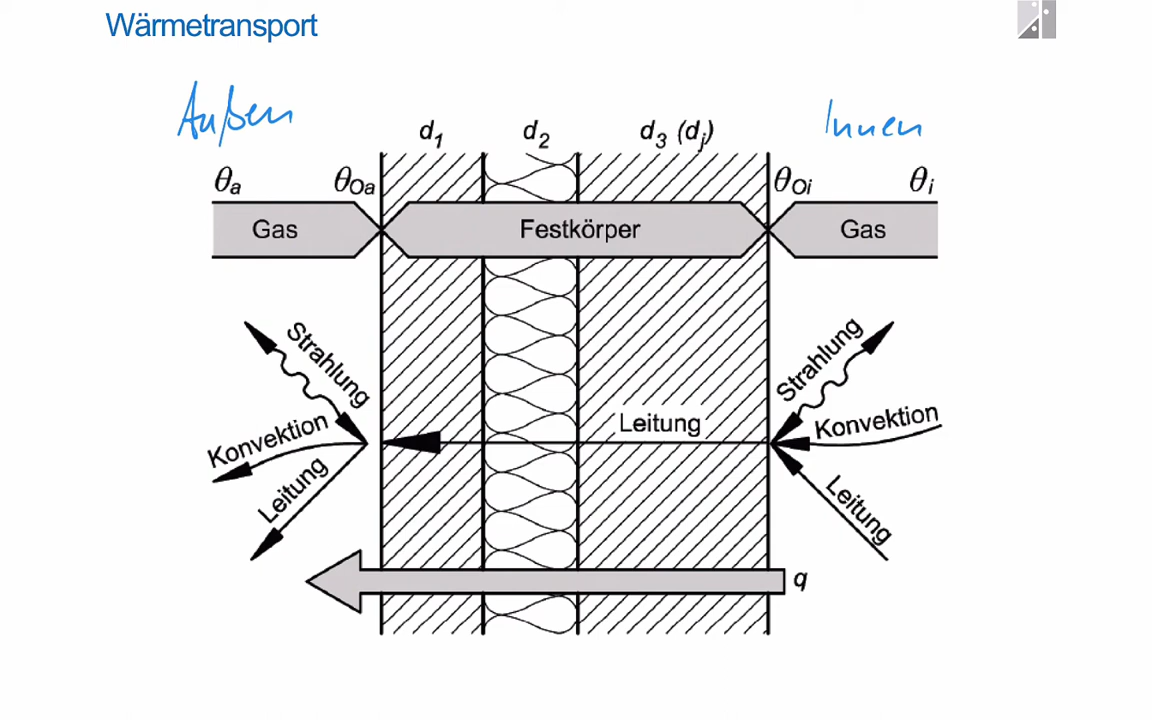 Wärmetransport
Außen
Innen
d1 d2 d3 (dj)
θa θOa θOi θi
Gas Festkörper Gas
Strahlung
Konvektion
Leitung
Leitung
Strahlung
Konvektion
Leitung
q